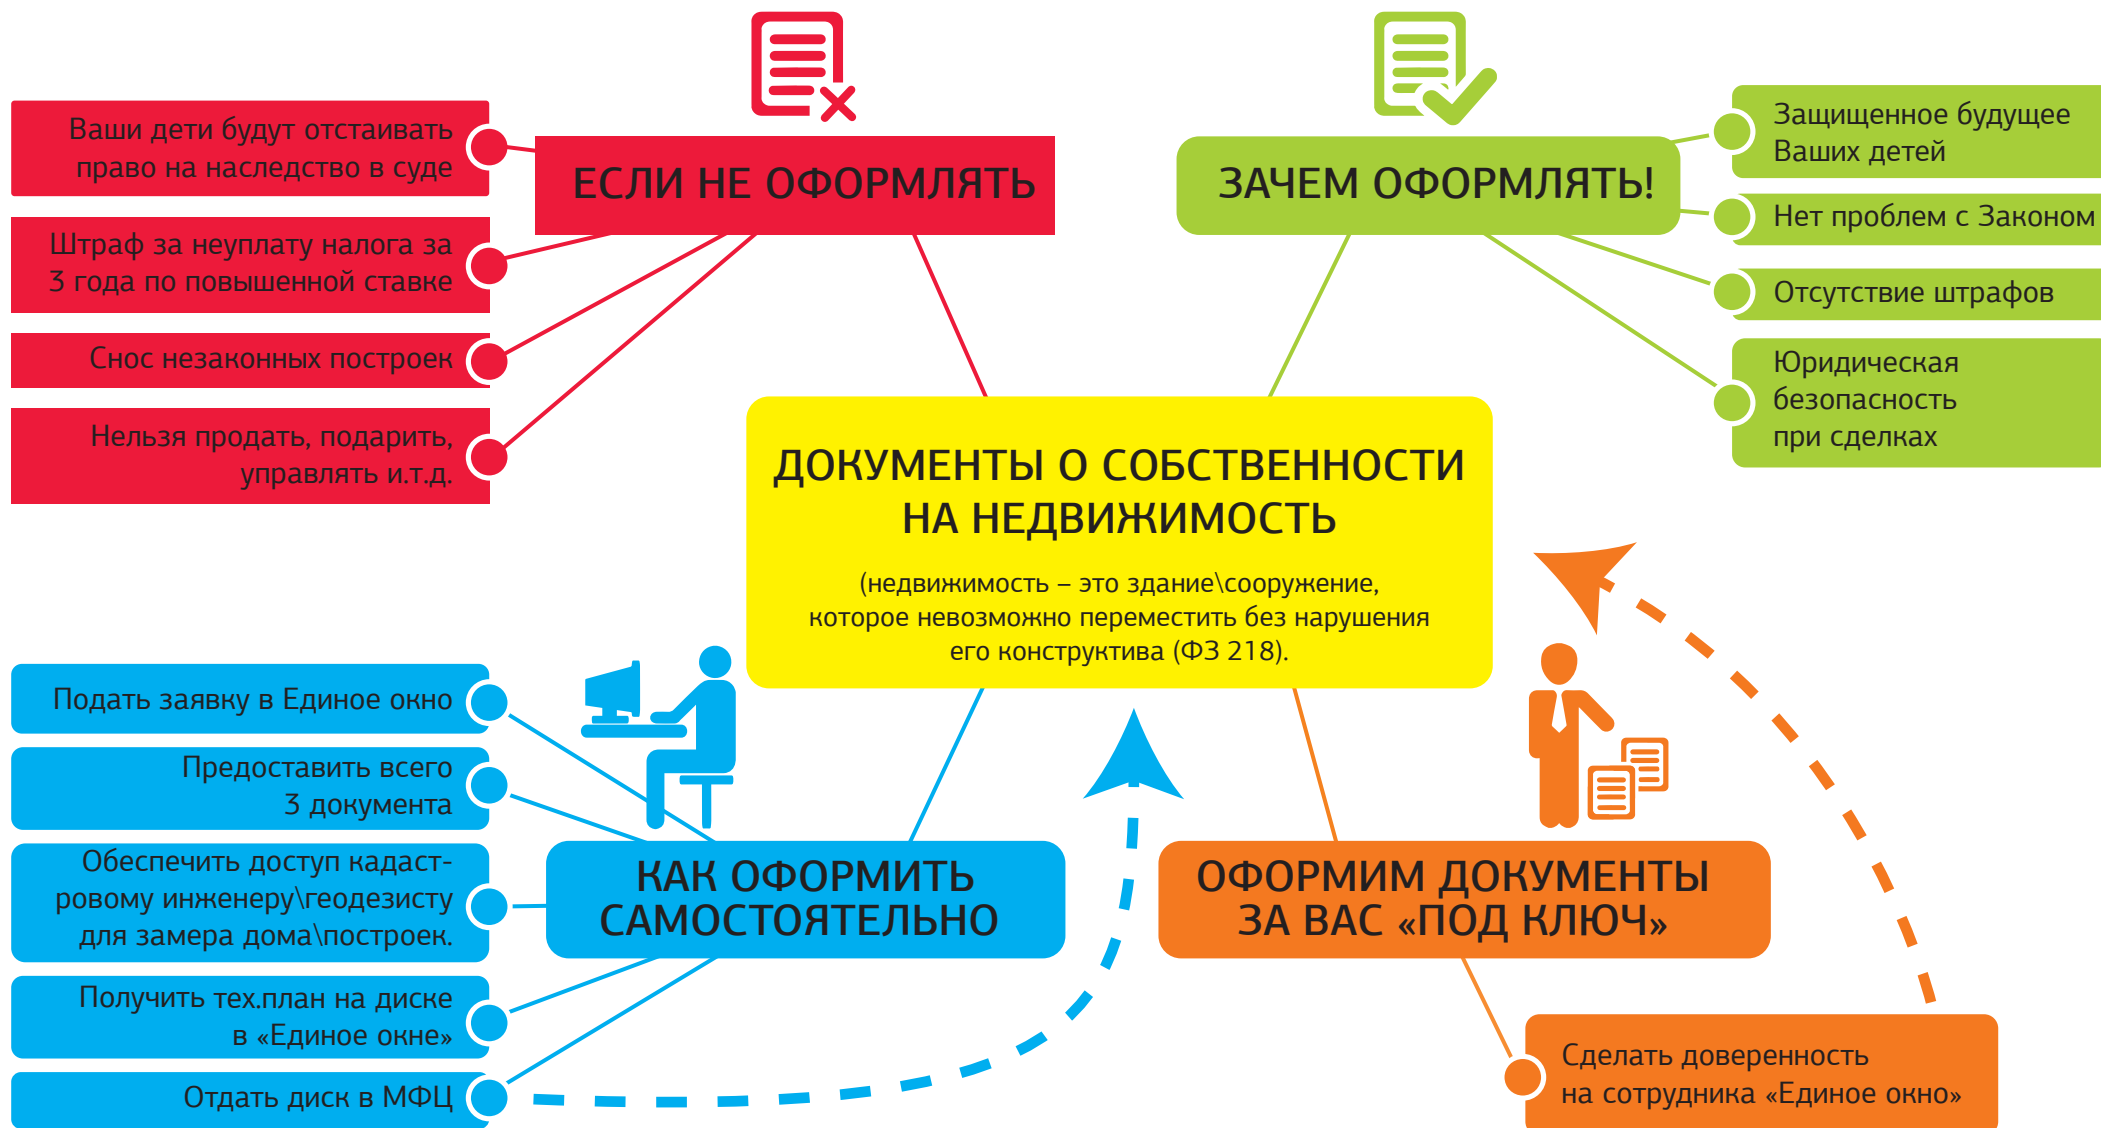 ЕСЛИ НЕ ОФОРМЛЯТЬ
Ваши дети будут отстаивать
право на наследство в суде
Штраф за неуплату налога за
3 года по повышенной ставке
Снос незаконных построек
Нельзя продать, подарить,
управлять и.т.д.
ЗАЧЕМ ОФОРМЛЯТЬ!
Защищенное будущее
Ваших детей
Нет проблем с Законом
Отсутствие штрафов
Юридическая
безопасность
при сделках
ДОКУМЕНТЫ О СОБСТВЕННОСТИ
НА НЕДВИЖИМОСТЬ
(недвижимость – это здание\сооружение,
которое невозможно переместить без нарушения
его конструктива (ФЗ 218).
КАК ОФОРМИТЬ
САМОСТОЯТЕЛЬНО
Подать заявку в Единое окно
Предоставить всего
3 документа
Обеспечить доступ кадаст-
ровому инженеру\геодезисту
для замера дома\построек.
Получить тех.план на диске
в «Единое окне»
Отдать диск в МФЦ
ОФОРМИМ ДОКУМЕНТЫ
ЗА ВАС «ПОД КЛЮЧ»
Сделать доверенность
на сотрудника «Единое окно»